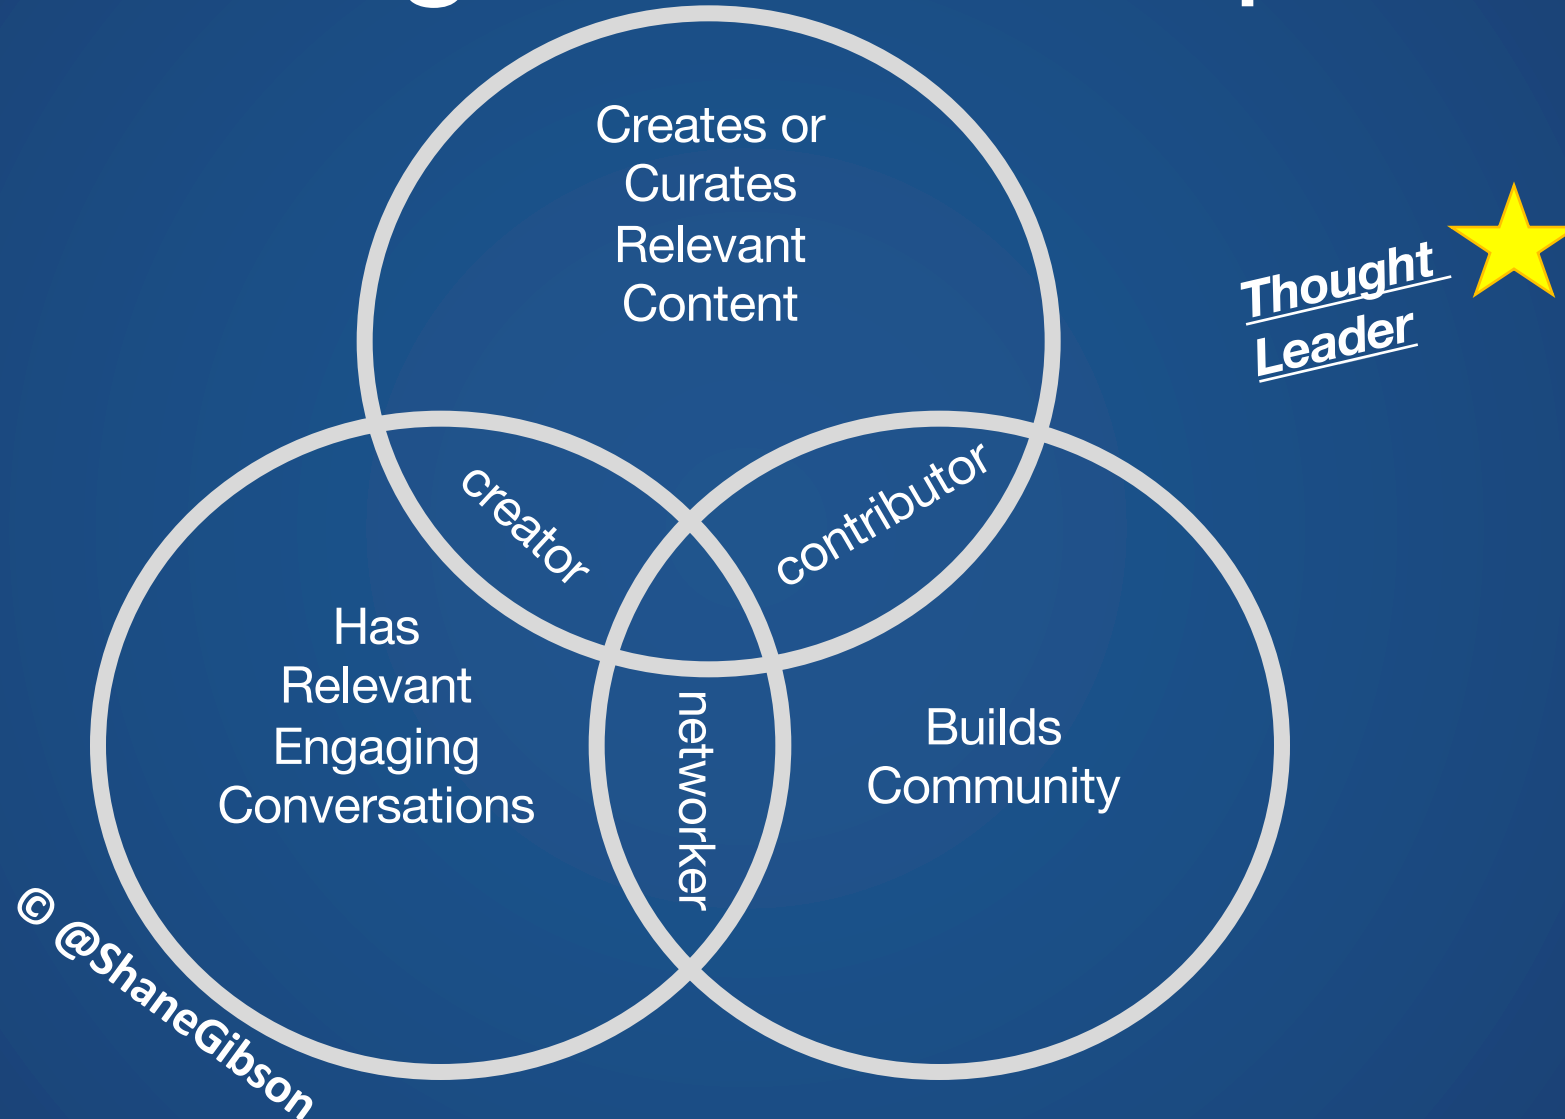 Creates or
Curates
Relevant
Content
Thought
Leader
creator
contributor
Has
Relevant
Engaging
Conversations
networker
Builds
Community
© @ShaneGibson